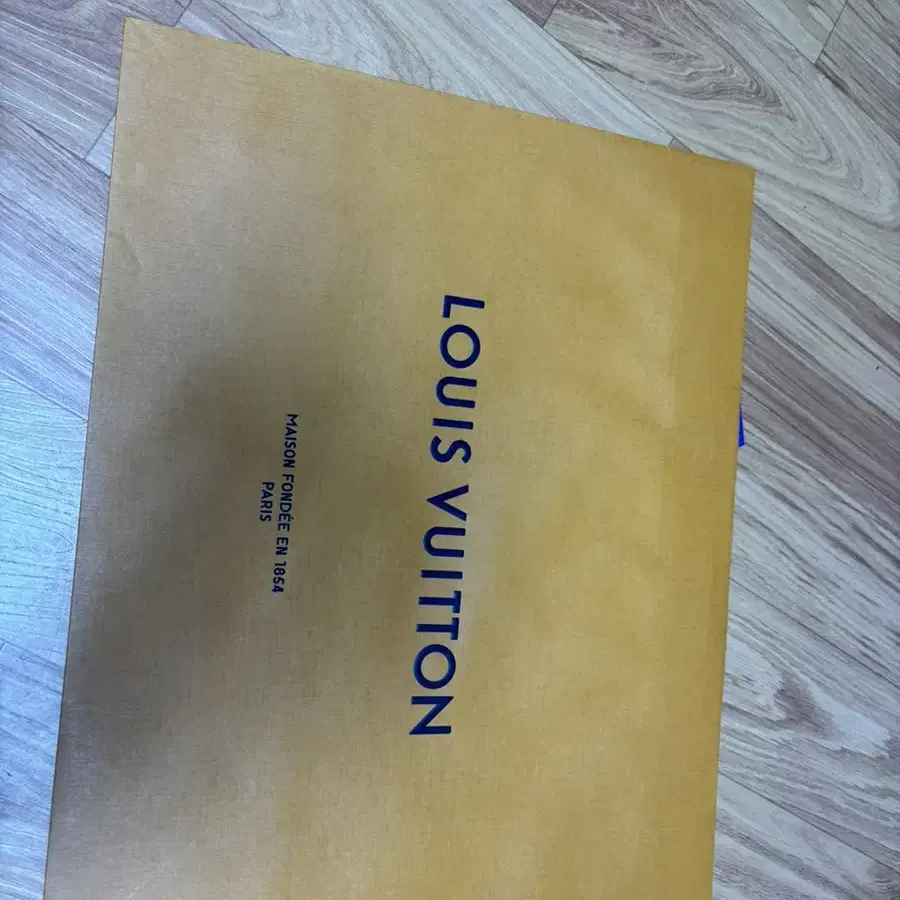 LOUIS VUITTON
MAISON FONDÉE EN 1854
PARIS